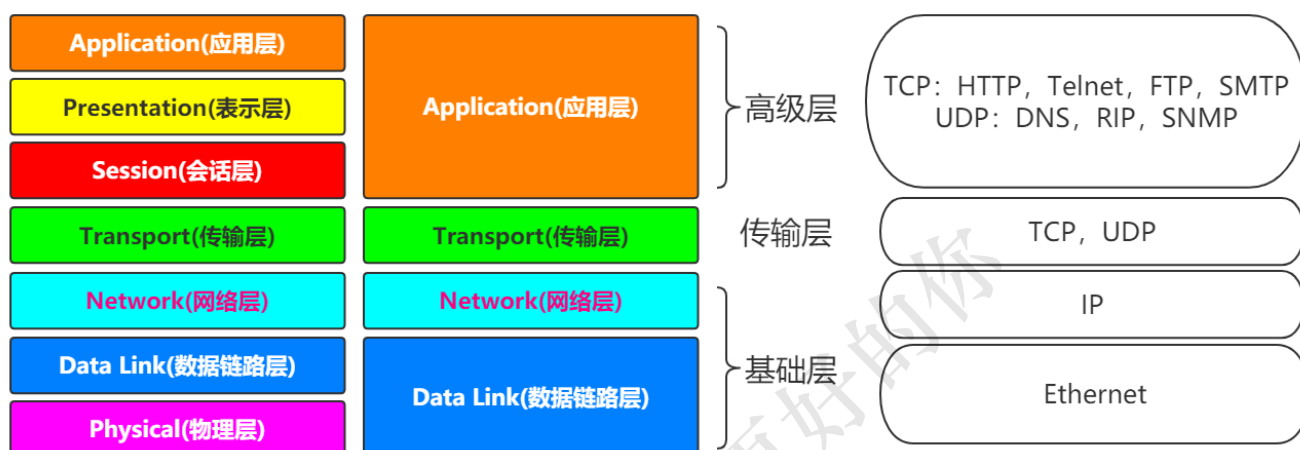 Application(应用层)
Presentation(表示层)
Session(会话层)
Transport(传输层)
Network(网络层)
Data Link(数据链路层)
Physical(物理层)
Application(应用层)
Transport(传输层)
Network(网络层)
Data Link(数据链路层)
高级层
传输层
基础层
TCP：HTTP，Telnet，FTP，SMTP
UDP：DNS，RIP，SNMP
TCP，UDP
IP
Ethernet
好的你